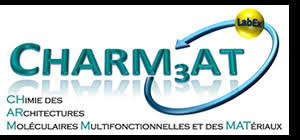 LabEx
CHARM3AT
CHimie des
ARchitectures
Moléculaires Multifonctionnelles et des MATériaux